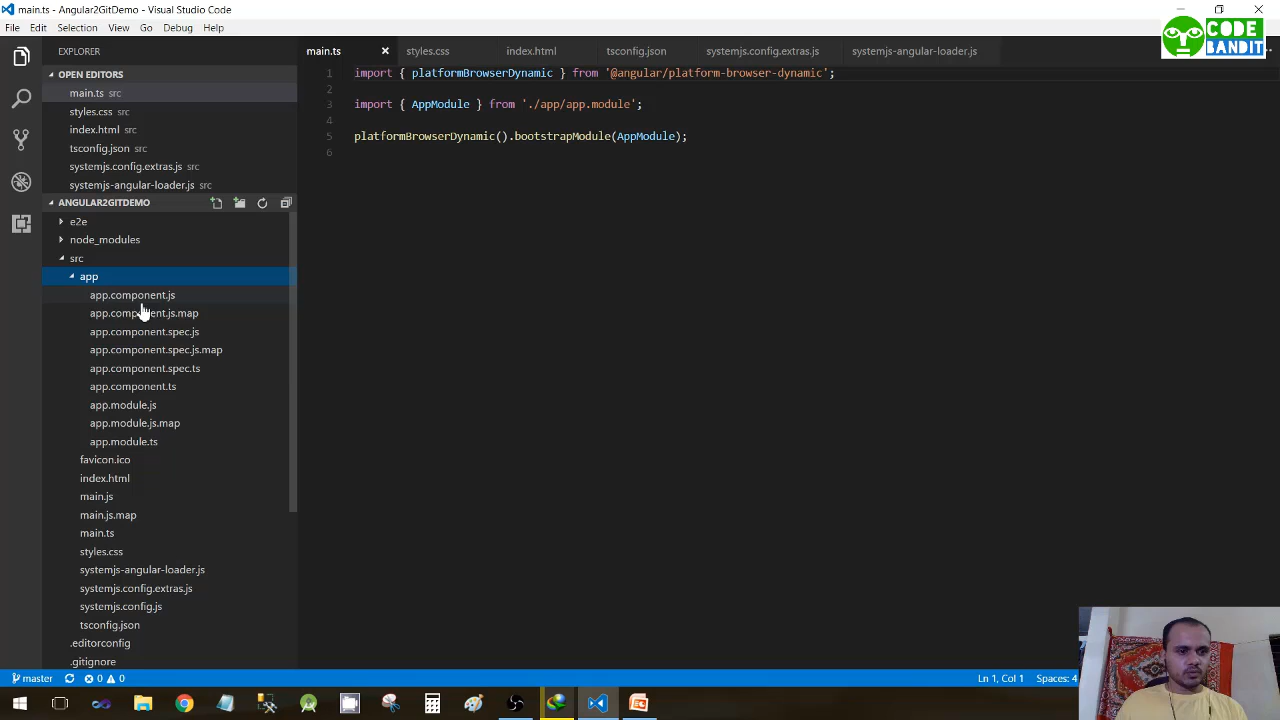 main.ts - Angular2GitDemo - Visual Studio Code
File Edit Selection View Go Debug Help
CODE
BANDIT
EXPLORER
main.ts styles.css index.html tsconfig.json systemjs.config.extras.js systemjs-angular-loader.js
OPEN EDITORS
main.ts src
styles.css src
index.html src
tsconfig.json src
systemjs.config.extras.js src
systemjs-angular-loader.js src
ANGULAR2GITDEMO
e2e
node_modules
src
app
app.component.js
app.component.js.map
app.component.spec.js
app.component.spec.js.map
app.component.spec.ts
app.component.ts
app.module.js
app.module.js.map
app.module.ts
favicon.ico
index.html
main.js
main.js.map
main.ts
styles.css
systemjs-angular-loader.js
systemjs.config.extras.js
systemjs.config.js
tsconfig.json
.editorconfig
.gitignore
1 import { platformBrowserDynamic } from '@angular/platform-browser-dynamic';
2
3 import { AppModule } from './app/app.module';
4
5 platformBrowserDynamic().bootstrapModule(AppModule);
6
master 0 0 Ln 1, Col 1 Spaces: 4